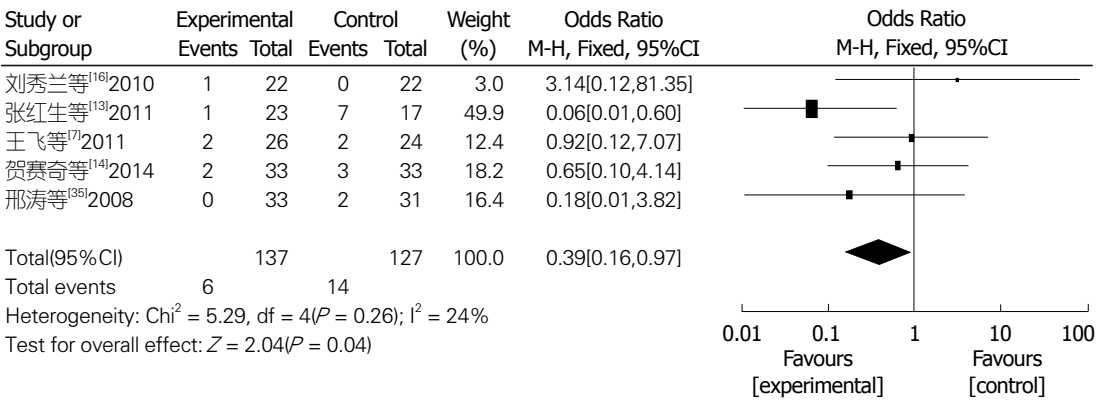 Study or Experimental Control Weight Odds Ratio Odds Ratio
Subgroup Events Total Events Total (%) M-H, Fixed, 95%CI M-H, Fixed, 95%CI
刘秀兰等[16]2010 1 22 0 22 3.0 3.14[0.12,81.35]
张红生等[13]2011 1 23 7 17 49.9 0.06[0.01,0.60]
王飞等[7]2011 2 26 2 24 12.4 0.92[0.12,7.07]
贺赛奇等[14]2014 2 33 3 33 18.2 0.65[0.10,4.14]
邢涛等[35]2008 0 33 2 31 16.4 0.18[0.01,3.82]
Total(95%CI) 137 127 100.0 0.39[0.16,0.97]
Total events 6 14
Heterogeneity: Chi² = 5.29, df = 4(P = 0.26); I² = 24%
Test for overall effect: Z = 2.04(P = 0.04)
0.01 0.1 1 10 100
Favours Favours
[experimental] [control]